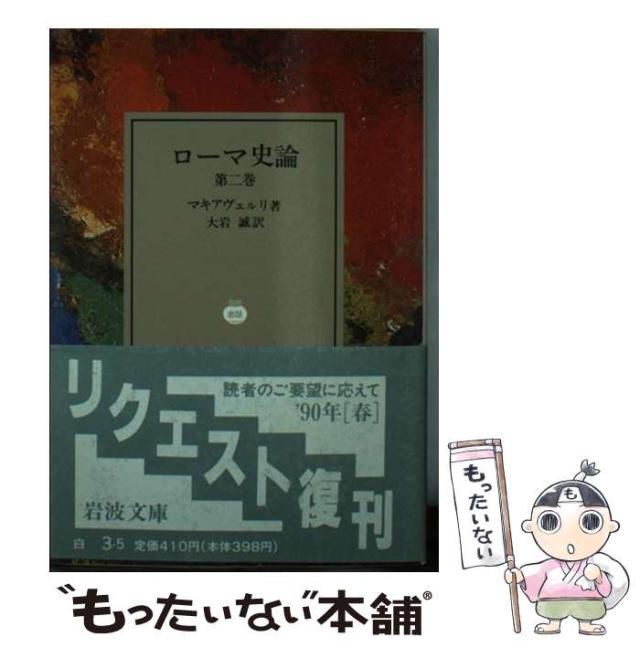 ローマ史論
第二巻
マキアヴェルリ著
大岩 誠訳
読者のご要望に応えて
'90年[春]
リクエスト復刊
岩波文庫
白 3-5 定価410円(本体398円)
もったいない
も
"もったいない"本舗®